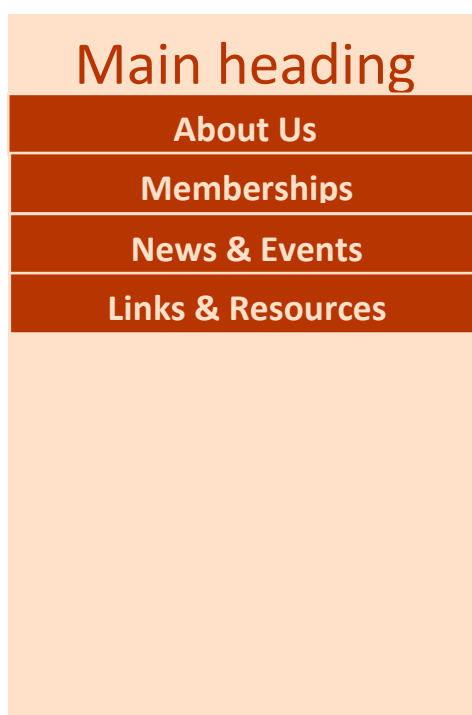 Main heading
About Us
Memberships
News & Events
Links & Resources